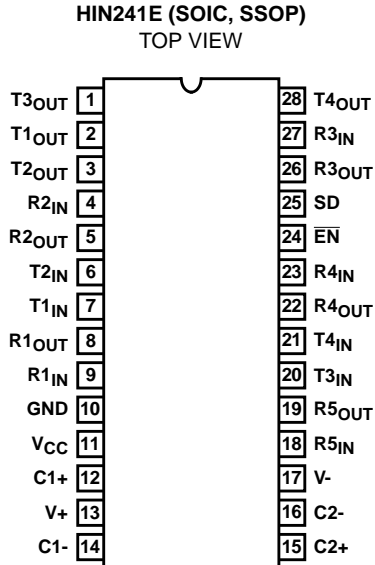 HIN241E (SOIC, SSOP)
TOP VIEW
T3OUT 1 28 T4OUT
T1OUT 2 27 R3IN
T2OUT 3 26 R3OUT
R2IN 4 25 SD
R2OUT 5 24 E̅N̅
T2IN 6 23 R4IN
T1IN 7 22 R4OUT
R1OUT 8 21 T4IN
R1IN 9 20 T3IN
GND 10 19 R5OUT
VCC 11 18 R5IN
C1+ 12 17 V-
V+ 13 16 C2-
C1- 14 15 C2+